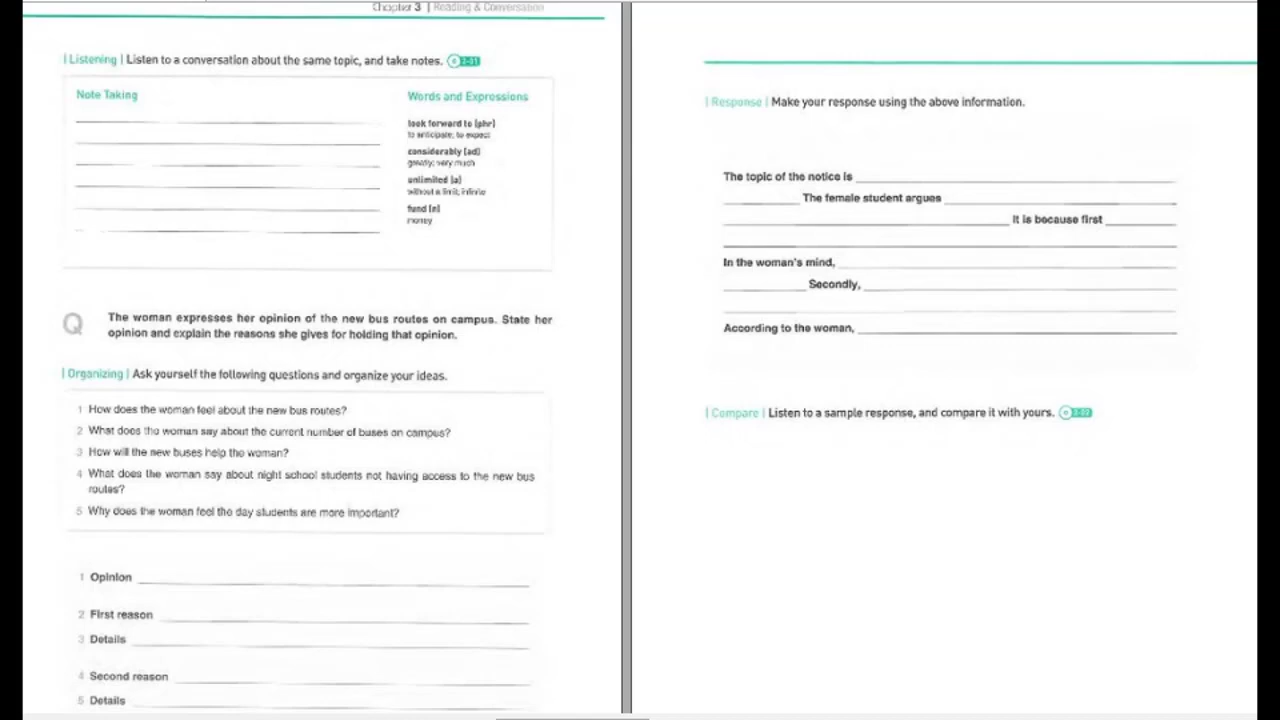 Chapter 3 | Reading & Conversation
| Listening | Listen to a conversation about the same topic, and take notes. 3-01
Note Taking
Words and Expressions
look forward to [phr]
to anticipate; to expect
considerably [ad]
greatly; very much
unlimited [a]
without a limit; infinite
fund [n]
money
Q The woman expresses her opinion of the new bus routes on campus. State her
opinion and explain the reasons she gives for holding that opinion.
| Organizing | Ask yourself the following questions and organize your ideas.
1 How does the woman feel about the new bus routes?
2 What does the woman say about the current number of buses on campus?
3 How will the new buses help the woman?
4 What does the woman say about night school students not having access to the new bus
routes?
5 Why does the woman feel the day students are more important?
1 Opinion
2 First reason
3 Details
4 Second reason
5 Details
| Response | Make your response using the above information.
The topic of the notice is
The female student argues
It is because first
In the woman's mind,
Secondly,
According to the woman,
| Compare | Listen to a sample response, and compare it with yours. 3-02